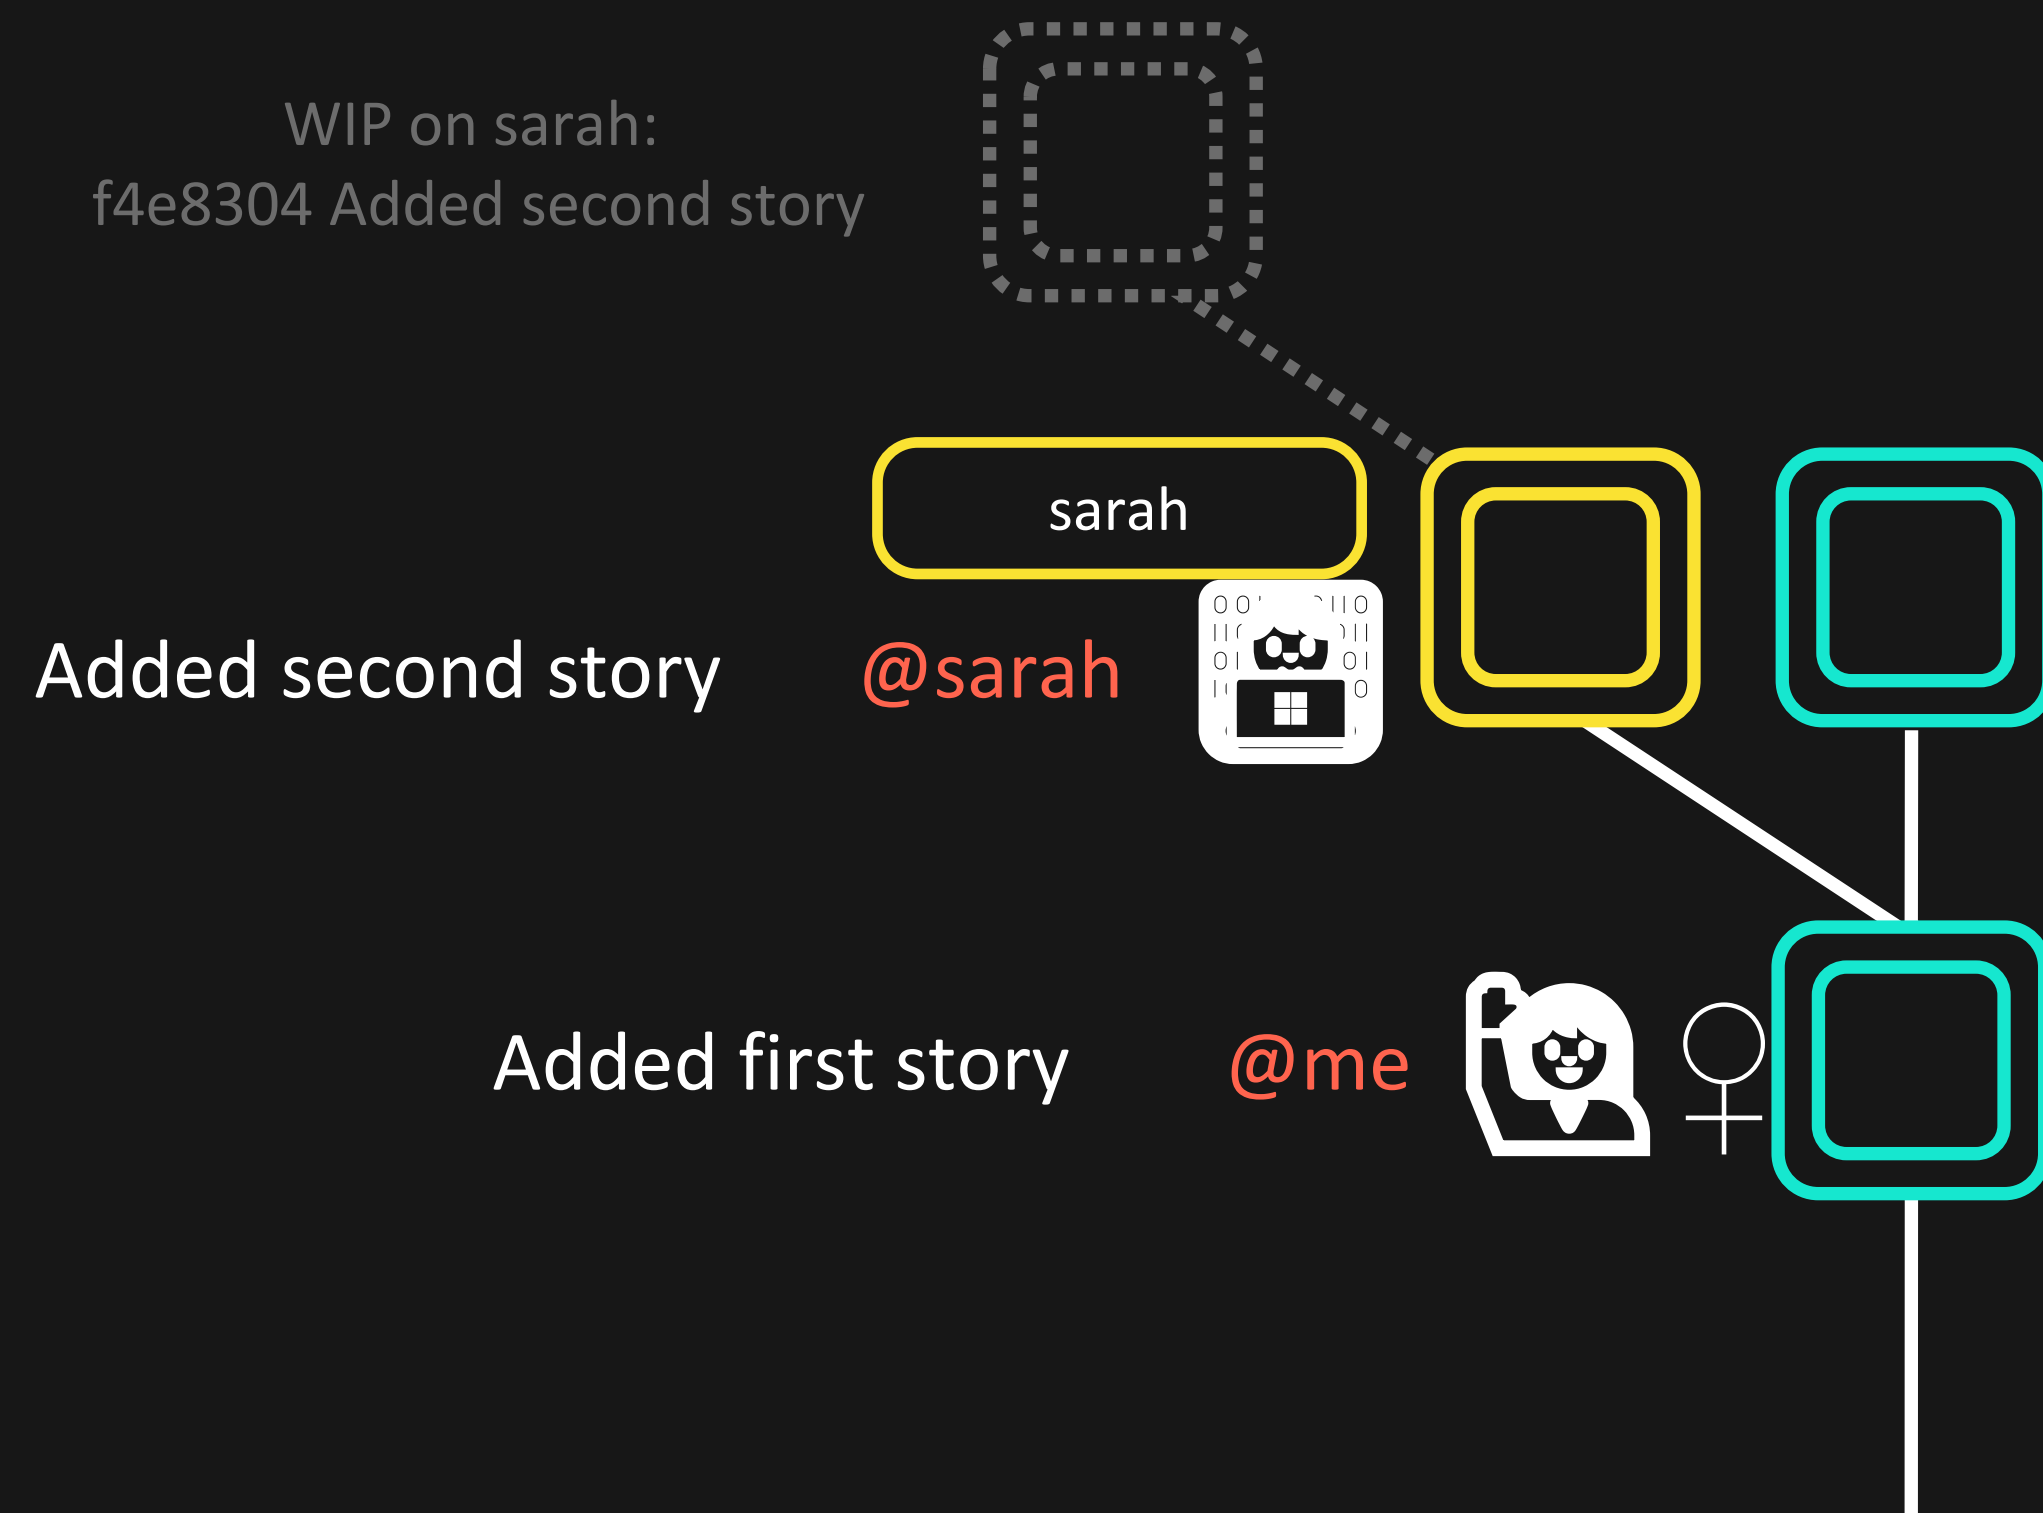 WIP on sarah:
f4e8304 Added second story
sarah
Added second story @sarah
Added first story @me